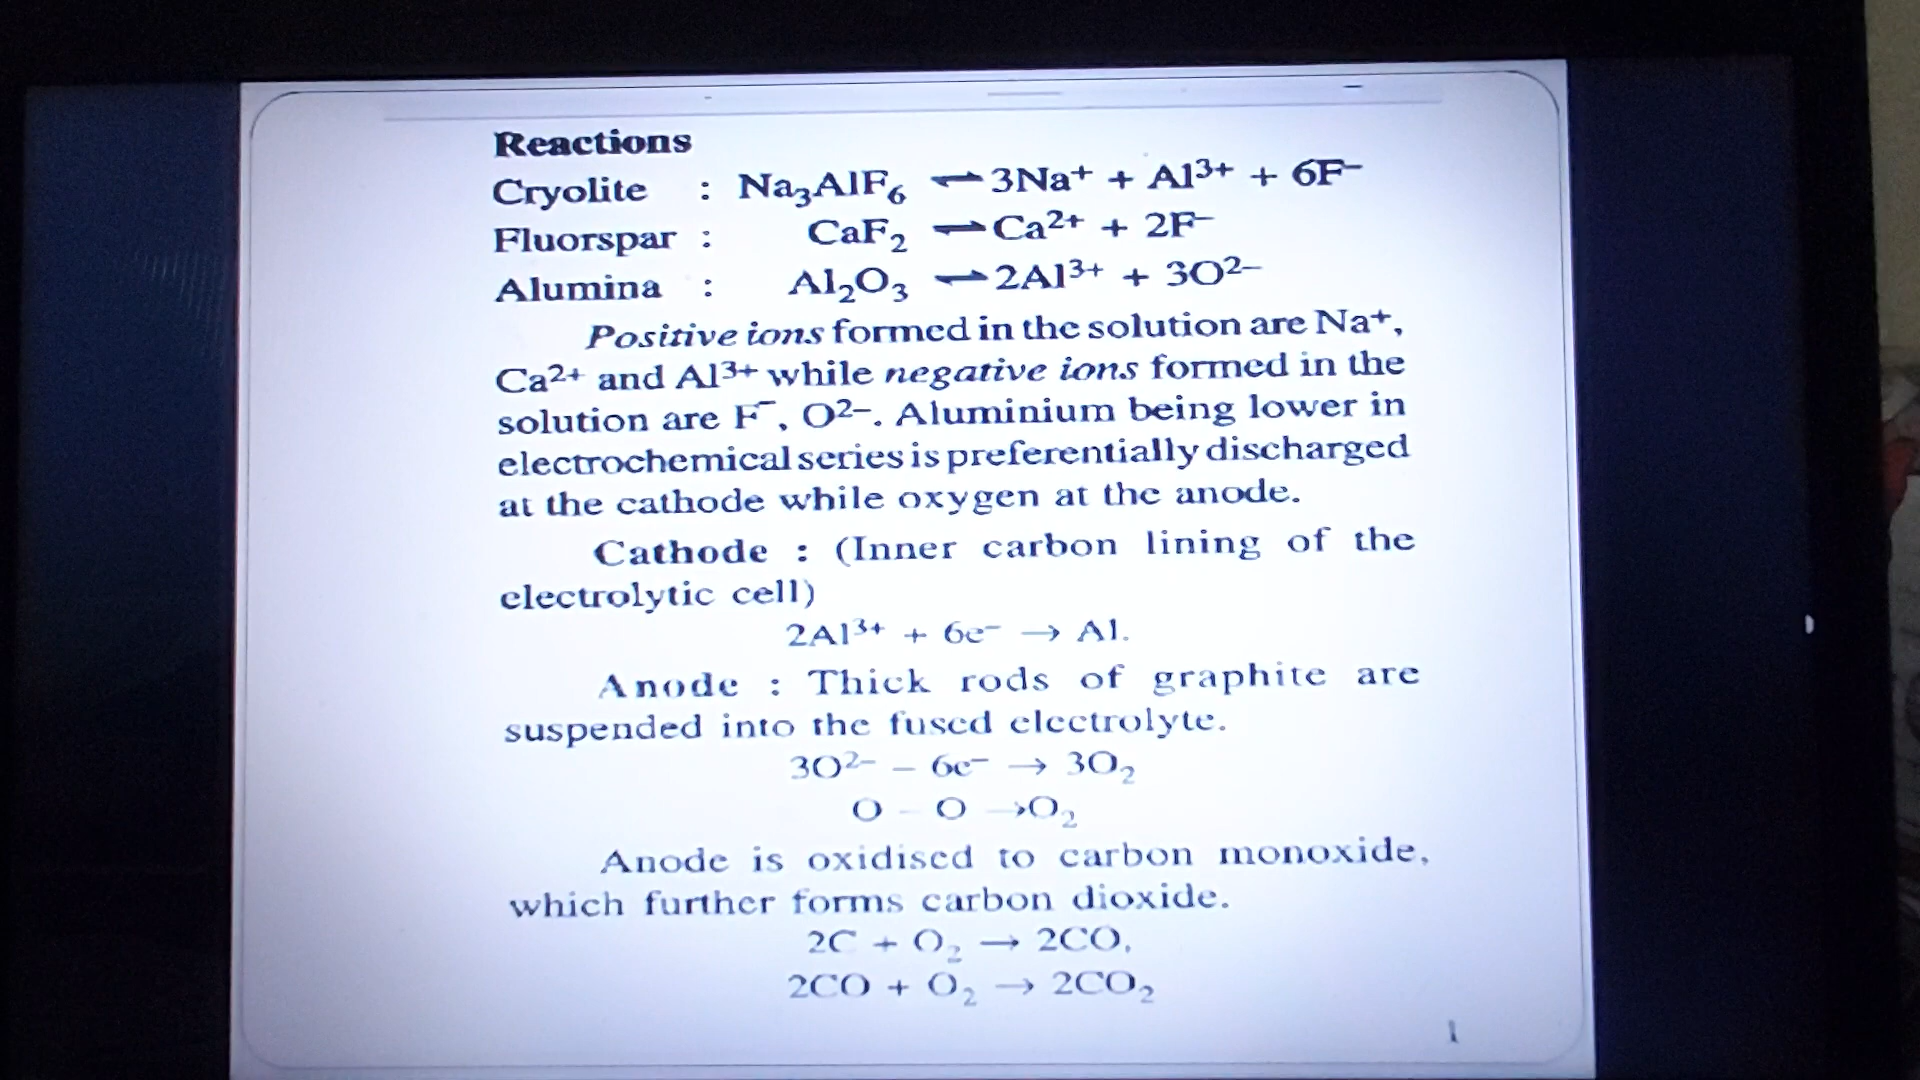 Reactions
Cryolite : Na₃AlF₆ ⇌ 3Na⁺ + Al³⁺ + 6F⁻
Fluorspar : CaF₂ ⇌ Ca²⁺ + 2F⁻
Alumina : Al₂O₃ ⇌ 2Al³⁺ + 3O²⁻
Positive ions formed in the solution are Na⁺,
Ca²⁺ and Al³⁺ while negative ions formed in the
solution are F⁻, O²⁻. Aluminium being lower in
electrochemical series is preferentially discharged
at the cathode while oxygen at the anode.
Cathode : (Inner carbon lining of the
electrolytic cell)
2Al³⁺ + 6e⁻ → Al.
Anode : Thick rods of graphite are
suspended into the fused electrolyte.
3O²⁻ – 6e⁻ → 3O₂
O – O → O₂
Anode is oxidised to carbon monoxide,
which further forms carbon dioxide.
2C + O₂ → 2CO,
2CO + O₂ → 2CO₂
1